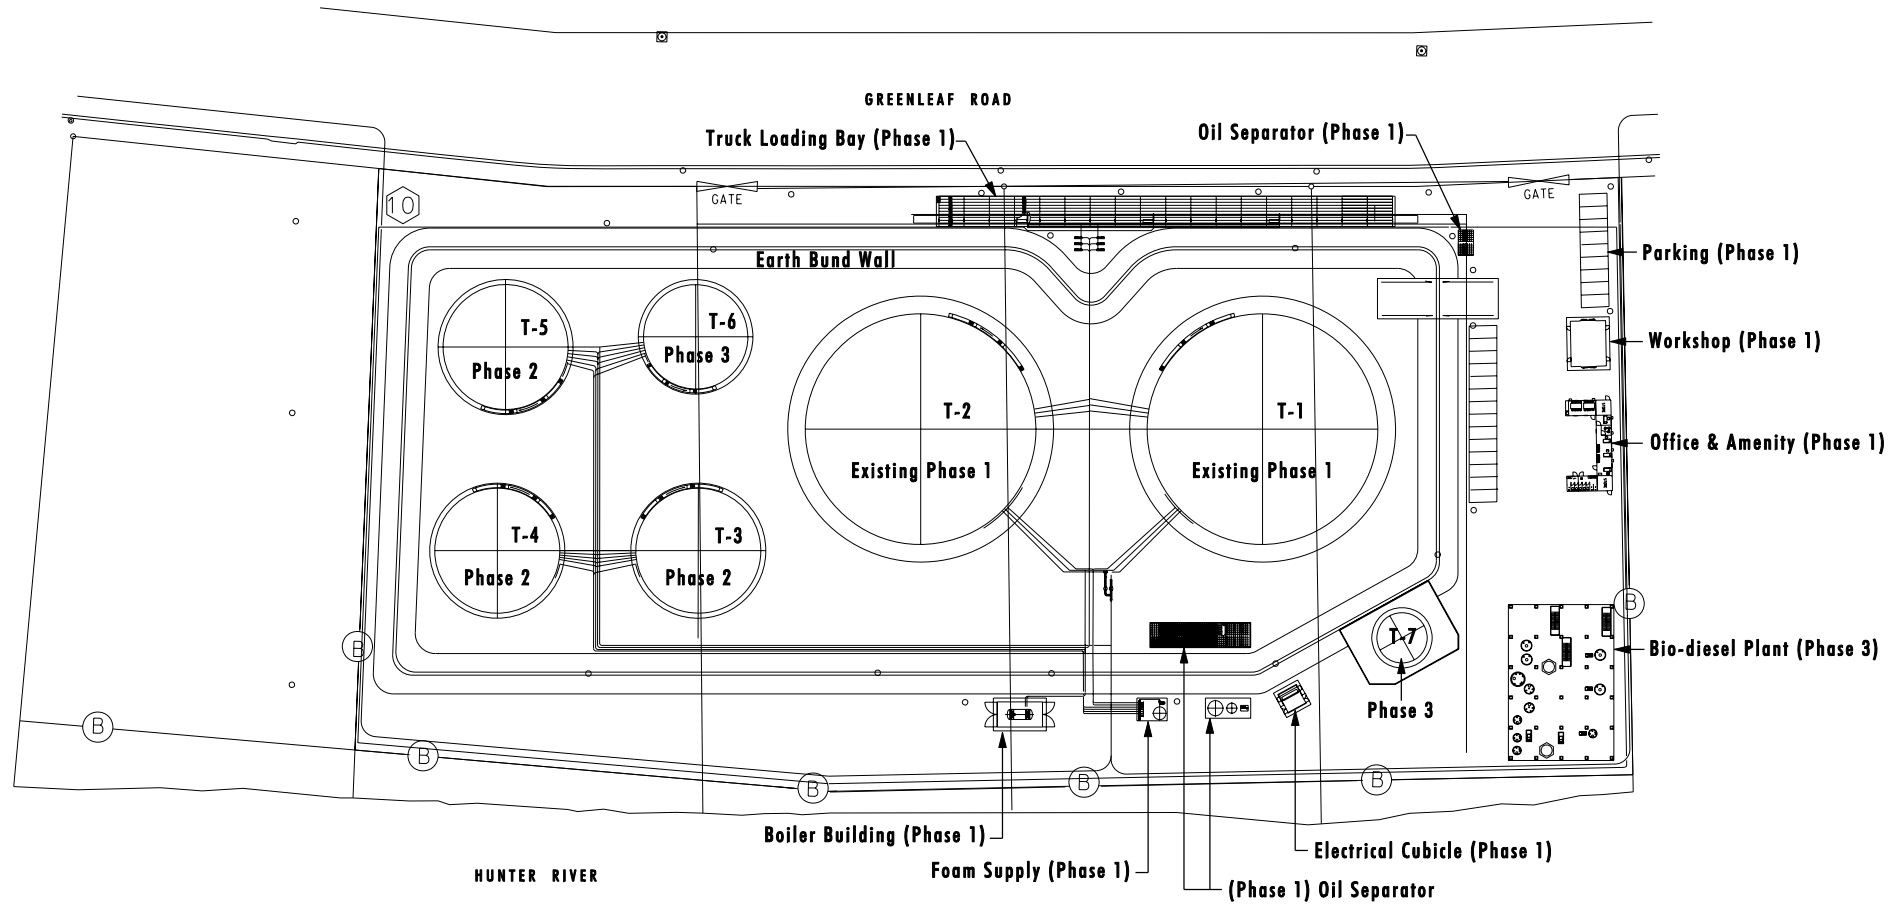 GREENLEAF ROAD
Truck Loading Bay (Phase 1)
Oil Separator (Phase 1)
GATE
GATE
10
Earth Bund Wall
Parking (Phase 1)
T-5
Phase 2
T-6
Phase 3
Workshop (Phase 1)
T-2
Existing Phase 1
T-1
Existing Phase 1
Office & Amenity (Phase 1)
T-4
Phase 2
T-3
Phase 2
B
B
T-7
Phase 3
Bio-diesel Plant (Phase 3)
B
B
B
B
B
Boiler Building (Phase 1)
Foam Supply (Phase 1)
Electrical Cubicle (Phase 1)
(Phase 1) Oil Separator
HUNTER RIVER